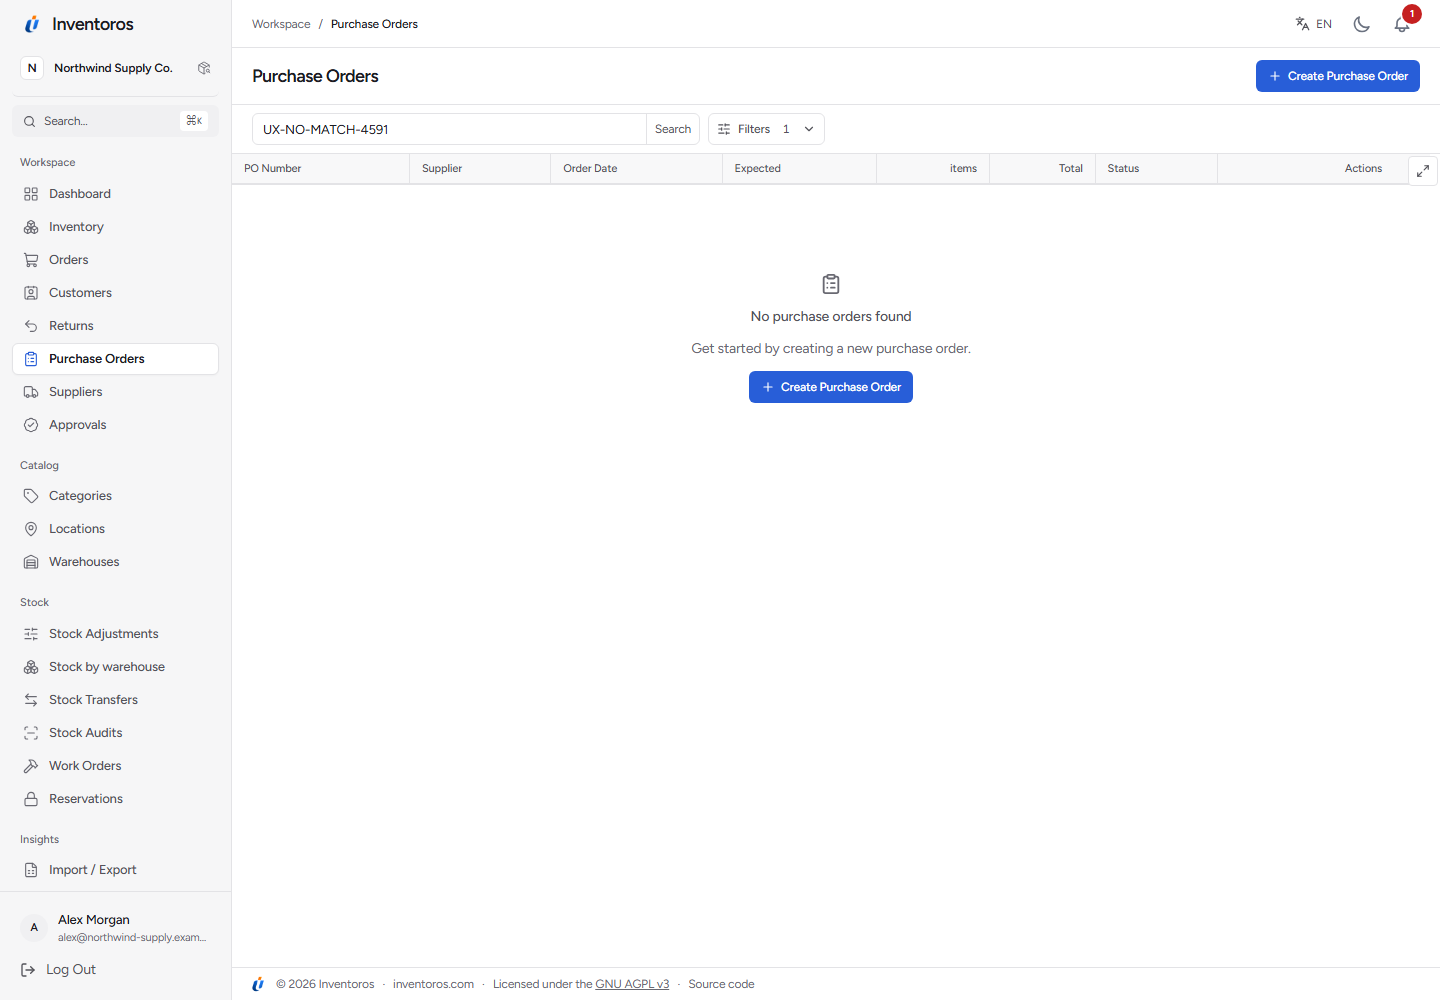 Inventoros
Workspace / Purchase Orders
EN
1
N Northwind Supply Co.
Purchase Orders
Create Purchase Order
Search...
⌘K
UX-NO-MATCH-4591
Search
Filters 1
Workspace
PO Number Supplier Order Date Expected items Total Status Actions
Dashboard
Inventory
Orders
Customers
Returns
Purchase Orders
Suppliers
Approvals
No purchase orders found
Get started by creating a new purchase order.
Create Purchase Order
Catalog
Categories
Locations
Warehouses
Stock
Stock Adjustments
Stock by warehouse
Stock Transfers
Stock Audits
Work Orders
Reservations
Insights
Import / Export
A
Alex Morgan
alex@northwind-supply.exam...
Log Out
© 2026 Inventoros · inventoros.com · Licensed under the GNU AGPL v3 · Source code